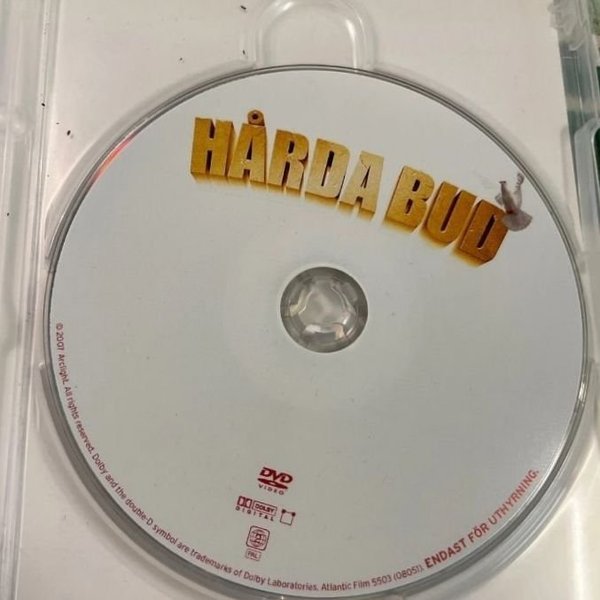 HÅRDA BUD
DVD
VIDEO
DOLBY
DIGITAL
PAL
© 2007 Arclight. All rights reserved. Dolby and the double-D symbol are trademarks of Dolby Laboratories. Atlantic Film 5503 (08051). ENDAST FÖR UTHYRNING.